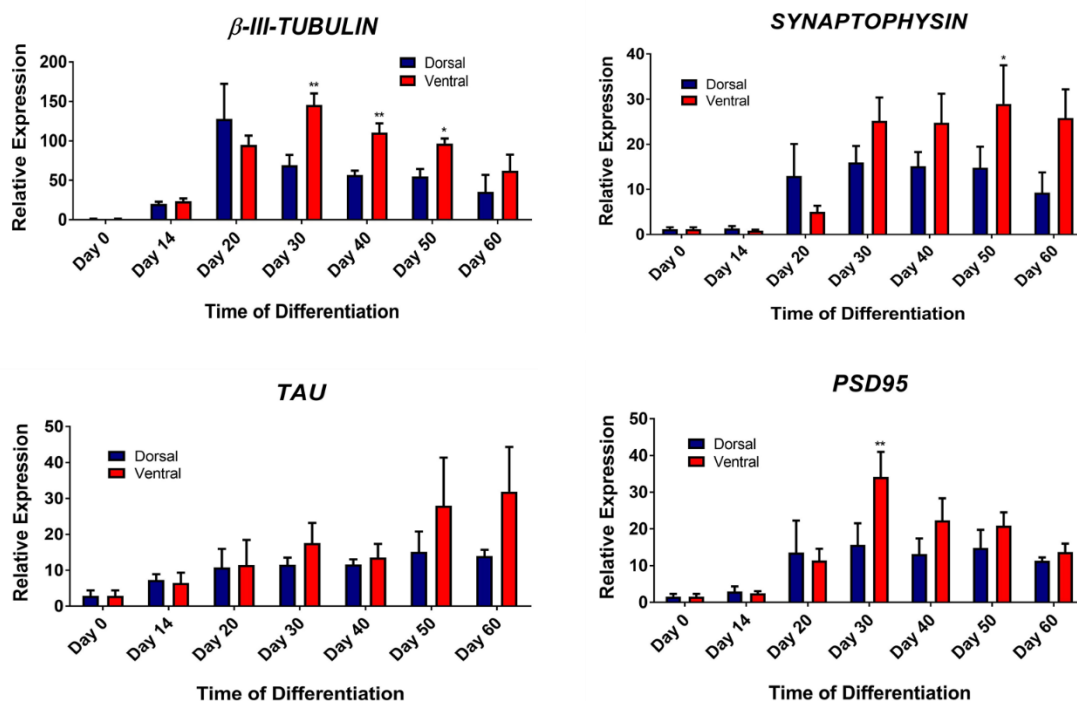 β-III-TUBULIN
Relative Expression
200
150
100
50
0
Dorsal
Ventral
**
**
*
Day 0
Day 14
Day 20
Day 30
Day 40
Day 50
Day 60
Time of Differentiation
SYNAPTOPHYSIN
Relative Expression
40
30
20
10
0
Dorsal
Ventral
*
Day 0
Day 14
Day 20
Day 30
Day 40
Day 50
Day 60
Time of Differentiation
TAU
Relative Expression
50
40
30
20
10
0
Dorsal
Ventral
Day 0
Day 14
Day 20
Day 30
Day 40
Day 50
Day 60
Time of Differentiation
PSD95
Relative Expression
50
40
30
20
10
0
Dorsal
Ventral
**
Day 0
Day 14
Day 20
Day 30
Day 40
Day 50
Day 60
Time of Differentiation